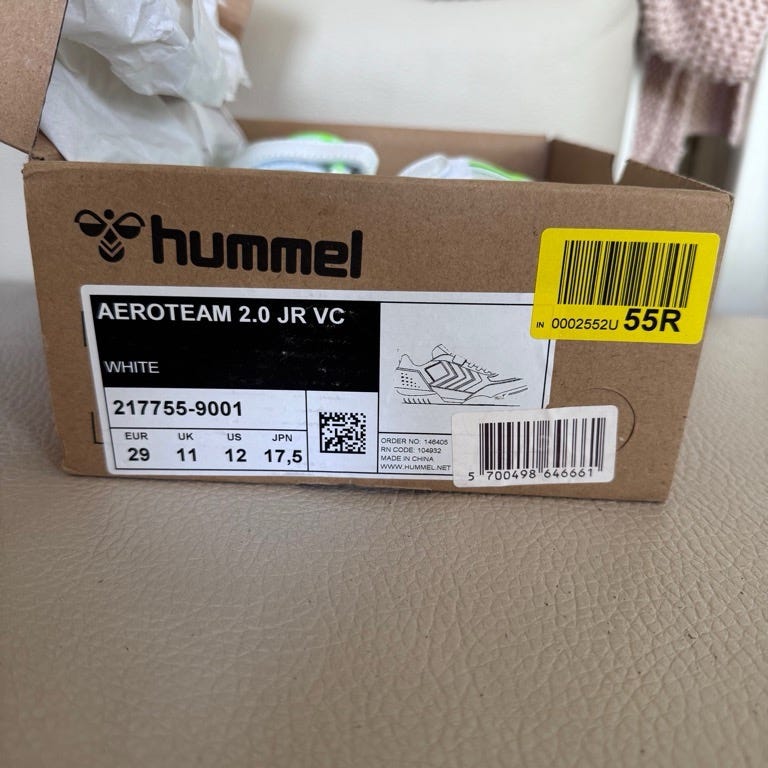 hummel
AEROTEAM 2.0 JR VC
WHITE
217755-9001
EUR UK US JPN
29 11 12 17,5
ORDER NO: 146405
RN CODE: 104932
MADE IN CHINA
WWW.HUMMEL.NET
IN 0002552U 55R
5 700498 646661